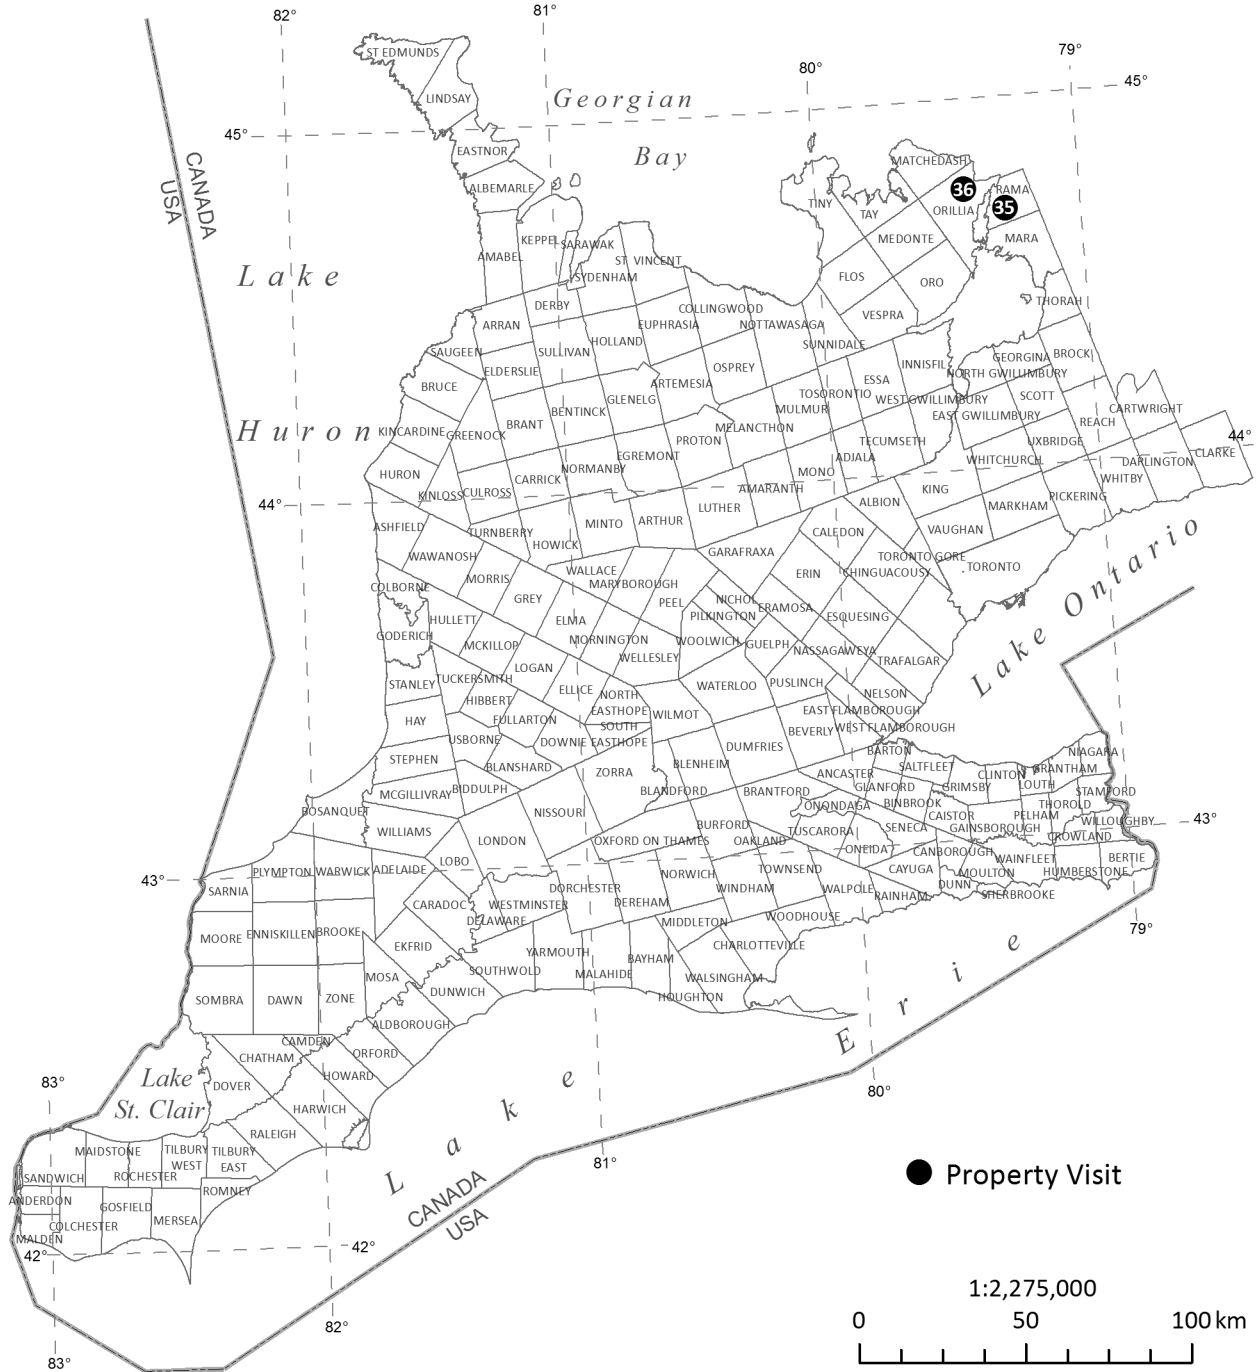 82°
81°
80°
79°
45°
ST EDMUNDS
LINDSAY
Georgian
Bay
45°
CANADA
USA
EASTNOR
ALBEMARLE
MATCHEDASH
36
RAMA
35
TINY
TAY
ORILLIA
KEPPEL
SARAWAK
AMABEL
ST. VINCENT
SYDENHAM
MEDONTE
MARA
FLOS
ORO
Lake
DERBY
COLLINGWOOD
THORAH
ARRAN
EUPHRASIA
NOTTAWASAGA
VESPRA
HOLLAND
SUNNIDALE
SAUGEEN
SULLIVAN
GEORGINA
BROCK
ELDERSLIE
OSPREY
INNISFIL
NORTH GWILLIMBURY
BRUCE
ARTEMESIA
ESSA
GLENELG
TOSORONTIO
WEST GWILLIMBURY
SCOTT
BENTINCK
MULMUR
EAST GWILLIMBURY
CARTWRIGHT
Huron
KINCARDINE
GREENOCK
BRANT
MELANCTHON
REACH
PROTON
TECUMSETH
UXBRIDGE
44°
EGREMONT
ADJALA
WHITCHURCH
DARLINGTON
CLARKE
HURON
NORMANBY
MONO
WHITBY
CARRICK
KINLOSS
CULROSS
AMARANTH
KING
PICKERING
44°
LUTHER
ALBION
MARKHAM
ASHFIELD
TURNBERRY
MINTO
ARTHUR
CALEDON
VAUGHAN
HOWICK
WAWANOSH
GARAFRAXA
TORONTO GORE
TORONTO
WALLACE
MARYBOROUGH
ERIN
CHINGUACOUSY
COLBORNE
MORRIS
GREY
PEEL
NICHOL
ERAMOSA
PILKINGTON
ESQUESING
Lake Ontario
HULLETT
ELMA
GODERICH
MCKILLOP
MORNINGTON
WOOLWICH
GUELPH
NASSAGAWEYA
WELLESLEY
TRAFALGAR
LOGAN
STANLEY
TUCKERSMITH
ELLICE
NORTH
EASTHOPE
WATERLOO
PUSLINCH
NELSON
HIBBERT
EAST FLAMBOROUGH
HAY
FULLARTON
WILMOT
WEST FLAMBOROUGH
SOUTH
EASTHOPE
BEVERLY
USBORNE
DOWNIE
DUMFRIES
BARTON
NIAGARA
STEPHEN
BLANSHARD
ZORRA
BLENHEIM
SALTFLEET
GRANTHAM
ANCASTER
CLINTON
LOUTH
MCGILLIVRAY
BIDDULPH
BLANDFORD
BRANTFORD
GLANFORD
GRIMSBY
STAMFORD
BOSANQUET
NISSOURI
ONONDAGA
BINBROOK
THOROLD
CAISTOR
PELHAM
WILLIAMS
BURFORD
TUSCARORA
SENECA
GAINSBOROUGH
WILLOUGHBY
43°
LONDON
OXFORD ON THAMES
OAKLAND
ONEIDA
CROWLAND
LOBO
CANBOROUGH
WAINFLEET
BERTIE
43°
SARNIA
PLYMPTON
WARWICK
ADELAIDE
NORWICH
TOWNSEND
CAYUGA
MOULTON
HUMBERSTONE
DORCHESTER
WINDHAM
WALPOLE
DUNN
RAINHAM
SHERBROOKE
CARADOC
WESTMINSTER
DEREHAM
DELAWARE
MIDDLETON
WOODHOUSE
79°
MOORE
ENNISKILLEN
BROOKE
EKFRID
YARMOUTH
BAYHAM
CHARLOTTEVILLE
SOUTHWOLD
MALAHIDE
WALSINGHAM
MOSA
DUNWICH
HOUGHTON
SOMBRA
DAWN
ZONE
ALDBOROUGH
Lake Erie
CAMDEN
CHATHAM
ORFORD
Lake
St. Clair
DOVER
HOWARD
83°
80°
HARWICH
RALEIGH
81°
MAIDSTONE
TILBURY
WEST
TILBURY
EAST
SANDWICH
ROCHESTER
ROMNEY
ANDERDON
GOSFIELD
COLCHESTER
MERSEA
MALDEN
CANADA
USA
42°
42°
82°
83°
Property Visit
1:2,275,000
0 50 100 km